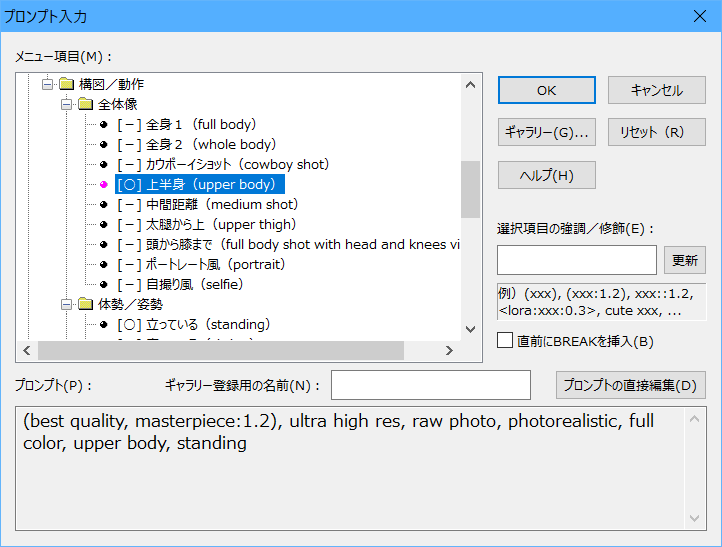 プロンプト入力
メニュー項目(M)：
構図／動作
全体像
[－] 全身１（full body）
[－] 全身２（whole body）
[－] カウボーイショット（cowboy shot）
[○] 上半身（upper body）
[－] 中間距離（medium shot）
[－] 太腿から上（upper thigh）
[－] 頭から膝まで（full body shot with head and knees vi
[－] ポートレート風（portrait）
[－] 自撮り風（selfie）
体勢／姿勢
[○] 立っている（standing）
OK
キャンセル
ギャラリー(G)...
リセット（R）
ヘルプ(H)
選択項目の強調／修飾(E)：
更新
例）(xxx), (xxx:1.2), xxx::1.2,
<lora:xxx:0.3>, cute xxx, ...
直前にBREAKを挿入(B)
プロンプト(P)：
ギャラリー登録用の名前(N)：
プロンプトの直接編集(D)
(best quality, masterpiece:1.2), ultra high res, raw photo, photorealistic, full
color, upper body, standing